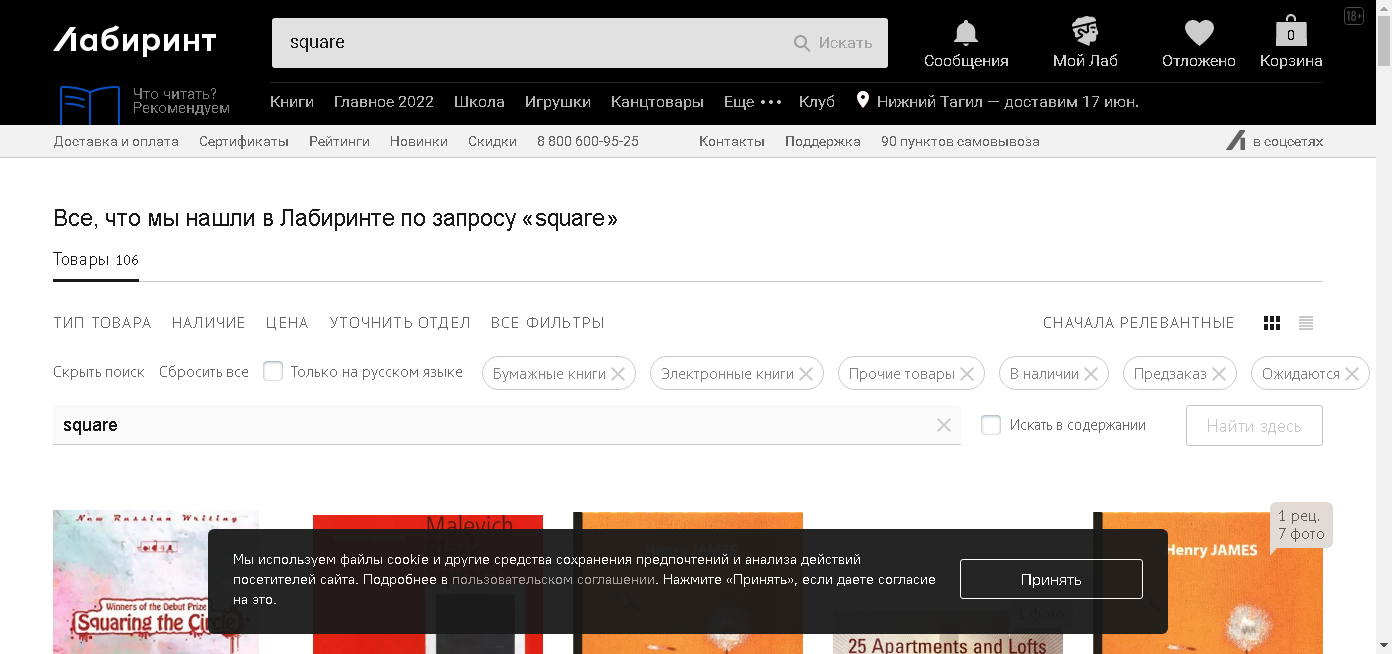 Лабиринт
square
Искать
Сообщения
Мой Лаб
Отложено
0
Корзина
18+
Что читать?
Рекомендуем
Книги Главное 2022 Школа Игрушки Канцтовары Еще ••• Клуб Нижний Тагил — доставим 17 июн.
Доставка и оплата Сертификаты Рейтинги Новинки Скидки 8 800 600-95-25 Контакты Поддержка 90 пунктов самовывоза в соцсетях
Все, что мы нашли в Лабиринте по запросу «square»
Товары 106
ТИП ТОВАРА НАЛИЧИЕ ЦЕНА УТОЧНИТЬ ОТДЕЛ ВСЕ ФИЛЬТРЫ СНАЧАЛА РЕЛЕВАНТНЫЕ
Скрыть поиск Сбросить все Только на русском языке Бумажные книги Электронные книги Прочие товары В наличии Предзаказ Ожидаются
square Искать в содержании Найти здесь
New Russian Writing
Malevich
1 рец.
7 фото
Henry JAMES
Мы используем файлы cookie и другие средства сохранения предпочтений и анализа действий
посетителей сайта. Подробнее в пользовательском соглашении. Нажмите «Принять», если даете согласие
на это.
Принять
Winners of the Debut Prize
Squaring the Circle
1 фото
25 Apartments and Lofts